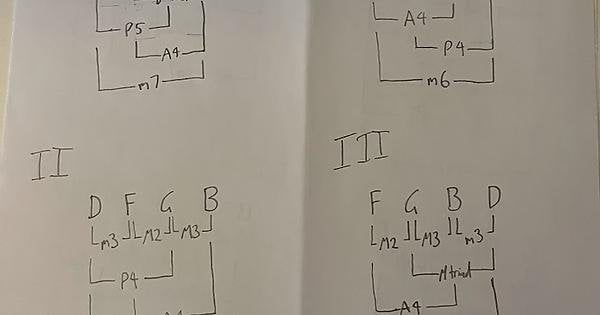 P5
A4
m7
A4
P4
m6
II
D F G B
m3 M2 M3
P4
III
F G B D
M2 M3 m3
M triad
A4